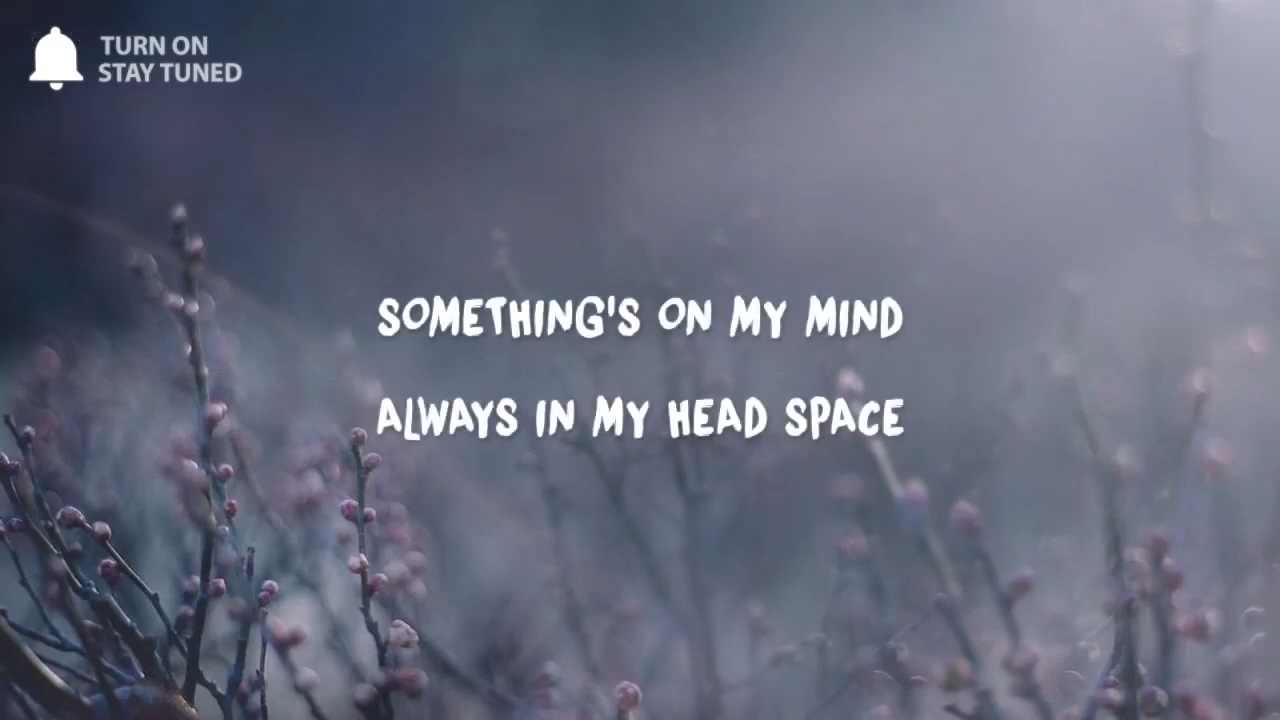 TURN ON
STAY TUNED
SOMETHING'S ON MY MIND
ALWAYS IN MY HEAD SPACE